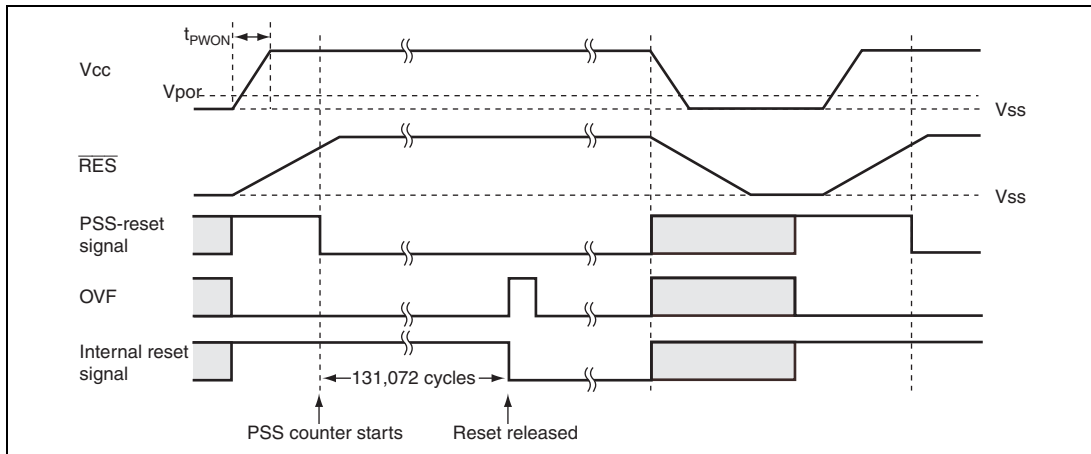 tPWON
Vcc
Vpor
Vss
RES
Vss
PSS-reset
signal
OVF
Internal reset
signal
131,072 cycles
PSS counter starts
Reset released